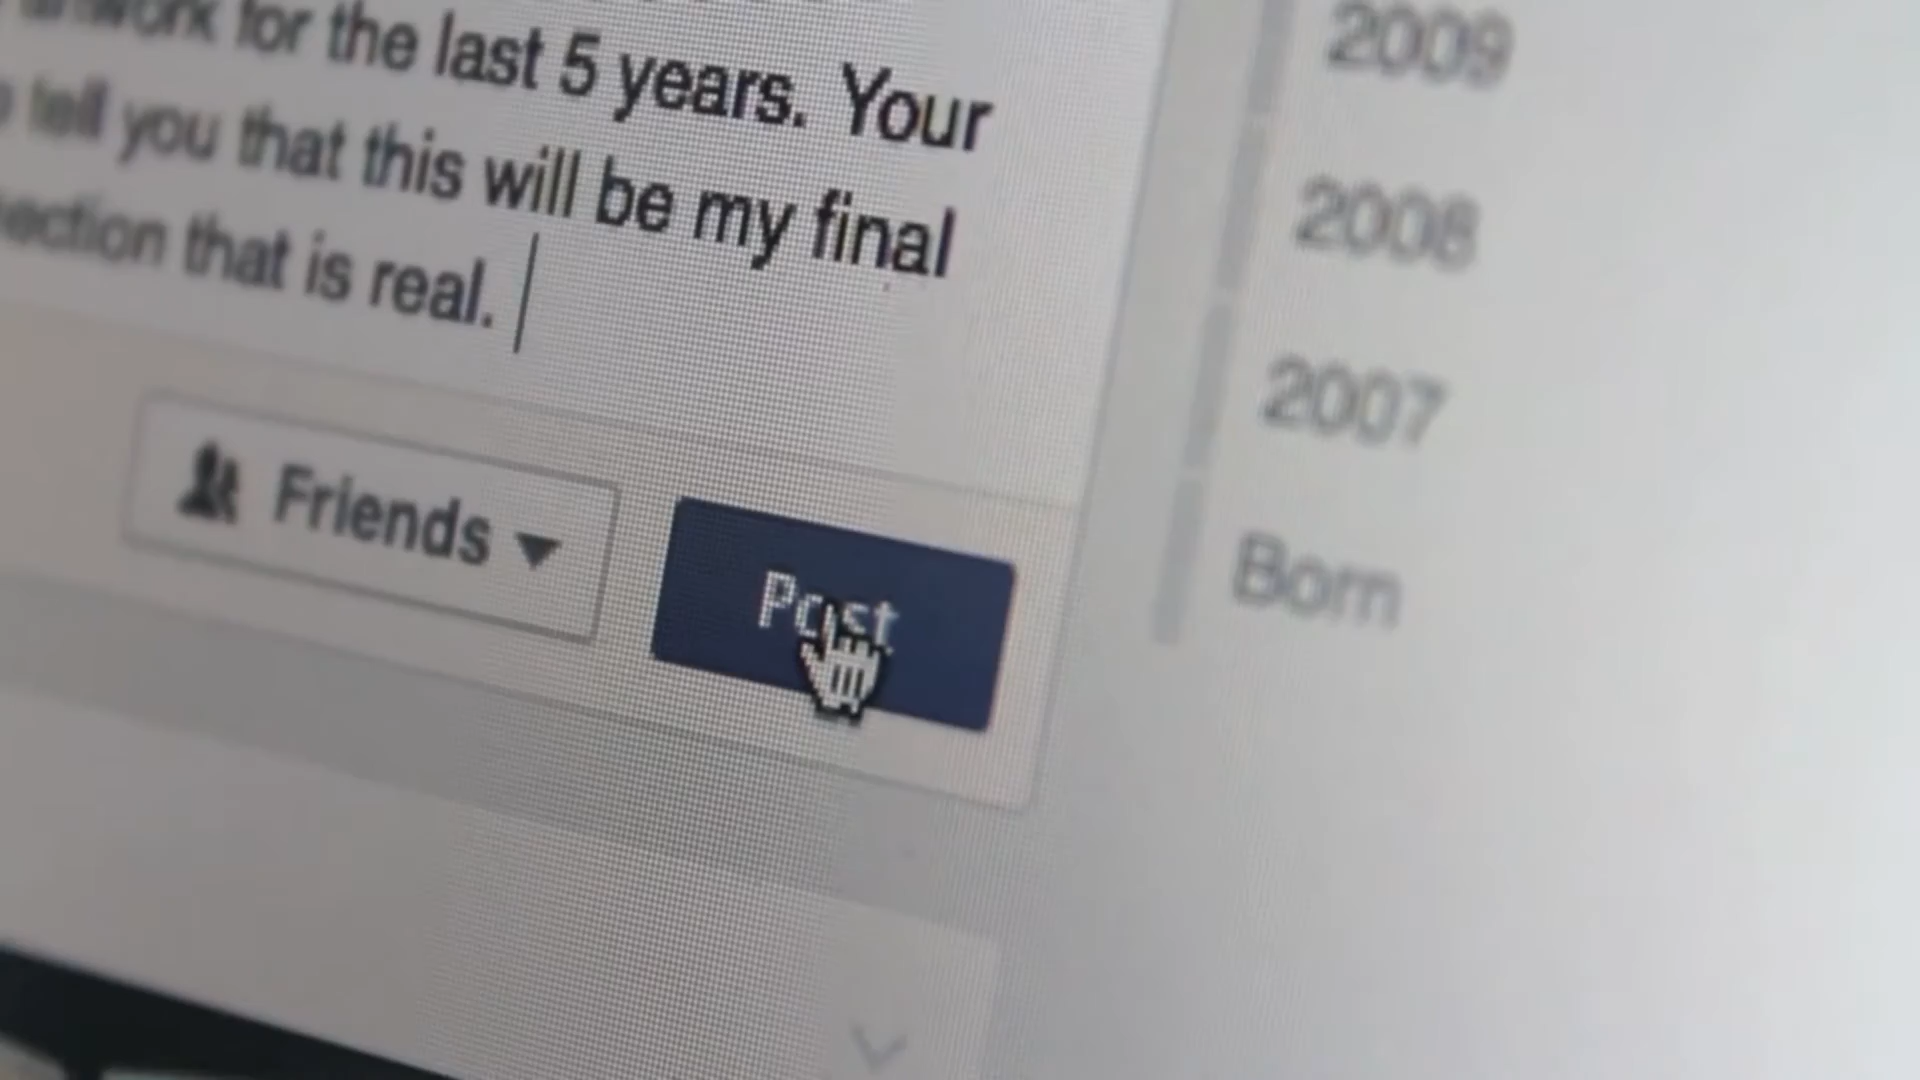 for the last 5 years. Your
tell you that this will be my final
that is real.
Friends
Post
2009
2008
2007
Born